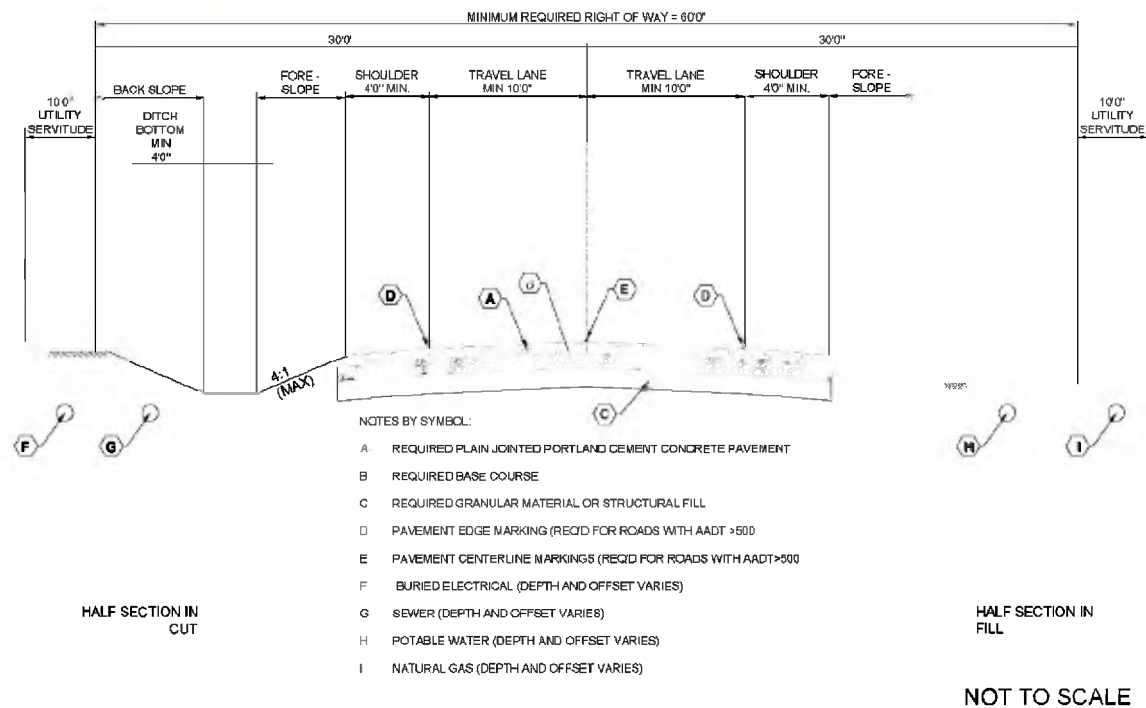 MINIMUM REQUIRED RIGHT OF WAY = 60'0"
30'0'
30'0"
BACK SLOPE
FORE -
SLOPE
SHOULDER
4'0" MIN.
TRAVEL LANE
MIN 10'0"
TRAVEL LANE
MIN 10'0"
SHOULDER
4'0" MIN.
FORE -
SLOPE
10'0"
UTILITY
SERVITUDE
DITCH
BOTTOM
MIN
4'0"
10'0"
UTILITY
SERVITUDE
D
A
E
D
4:1
(MAX)
C
F
G
H
I
NOTES BY SYMBOL:
A REQUIRED PLAIN JOINTED PORTLAND CEMENT CONCRETE PAVEMENT
B REQUIRED BASE COURSE
C REQUIRED GRANULAR MATERIAL OR STRUCTURAL FILL
D PAVEMENT EDGE MARKING (REQ'D FOR ROADS WITH AADT >500
E PAVEMENT CENTERLINE MARKINGS (REQ'D FOR ROADS WITH AADT>500
F BURIED ELECTRICAL (DEPTH AND OFFSET VARIES)
G SEWER (DEPTH AND OFFSET VARIES)
H POTABLE WATER (DEPTH AND OFFSET VARIES)
I NATURAL GAS (DEPTH AND OFFSET VARIES)
HALF SECTION IN
CUT
HALF SECTION IN
FILL
NOT TO SCALE